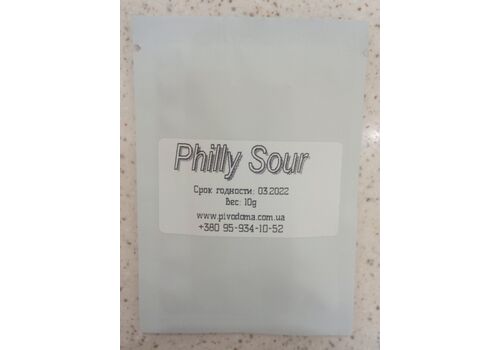 Philly Sour
Срок годности: 03.2022
Вес: 10g
www.pivodoma.com.ua
+380 95-934-10-52